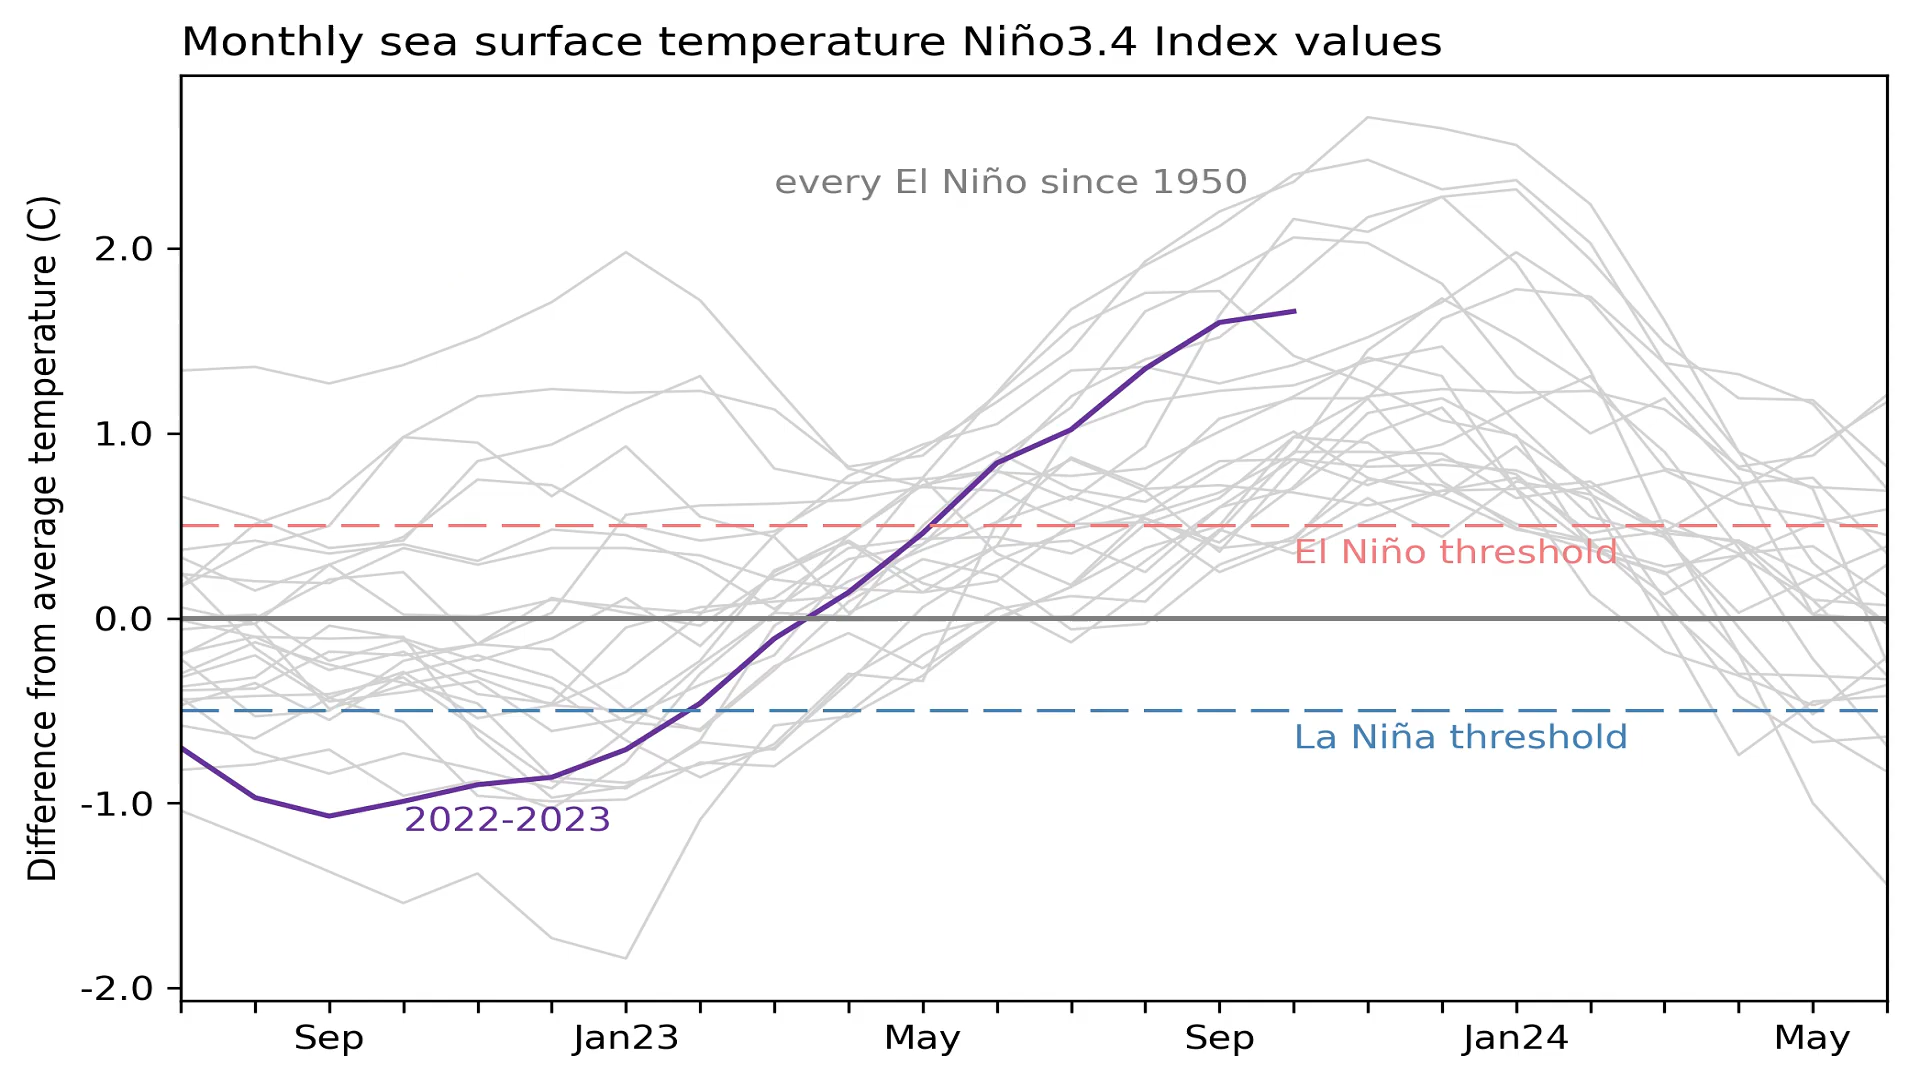 Monthly sea surface temperature Niño3.4 Index values
Difference from average temperature (C)
every El Niño since 1950
2.0
1.0
0.0
-1.0
-2.0
El Niño threshold
La Niña threshold
2022-2023
Sep
Jan23
May
Sep
Jan24
May